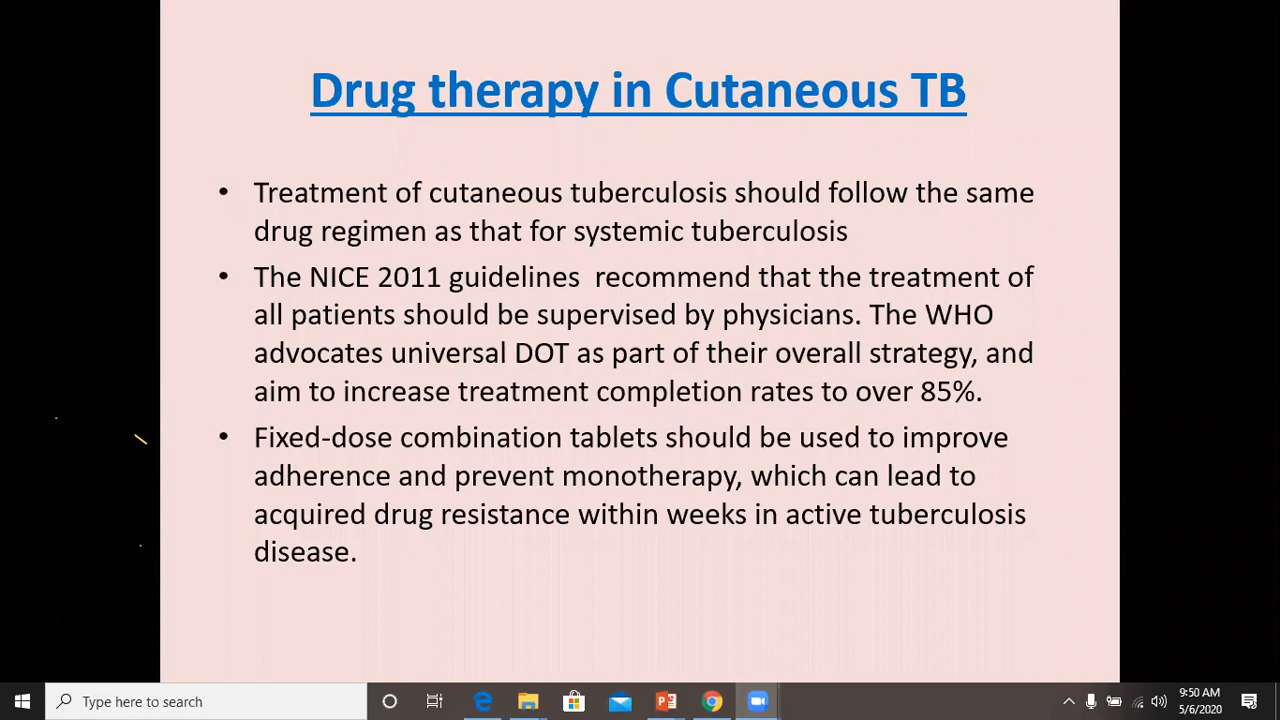 Drug therapy in Cutaneous TB
• Treatment of cutaneous tuberculosis should follow the same
drug regimen as that for systemic tuberculosis
• The NICE 2011 guidelines  recommend that the treatment of
all patients should be supervised by physicians. The WHO
advocates universal DOT as part of their overall strategy, and
aim to increase treatment completion rates to over 85%.
• Fixed-dose combination tablets should be used to improve
adherence and prevent monotherapy, which can lead to
acquired drug resistance within weeks in active tuberculosis
disease.
Type here to search
9:50 AM
5/6/2020